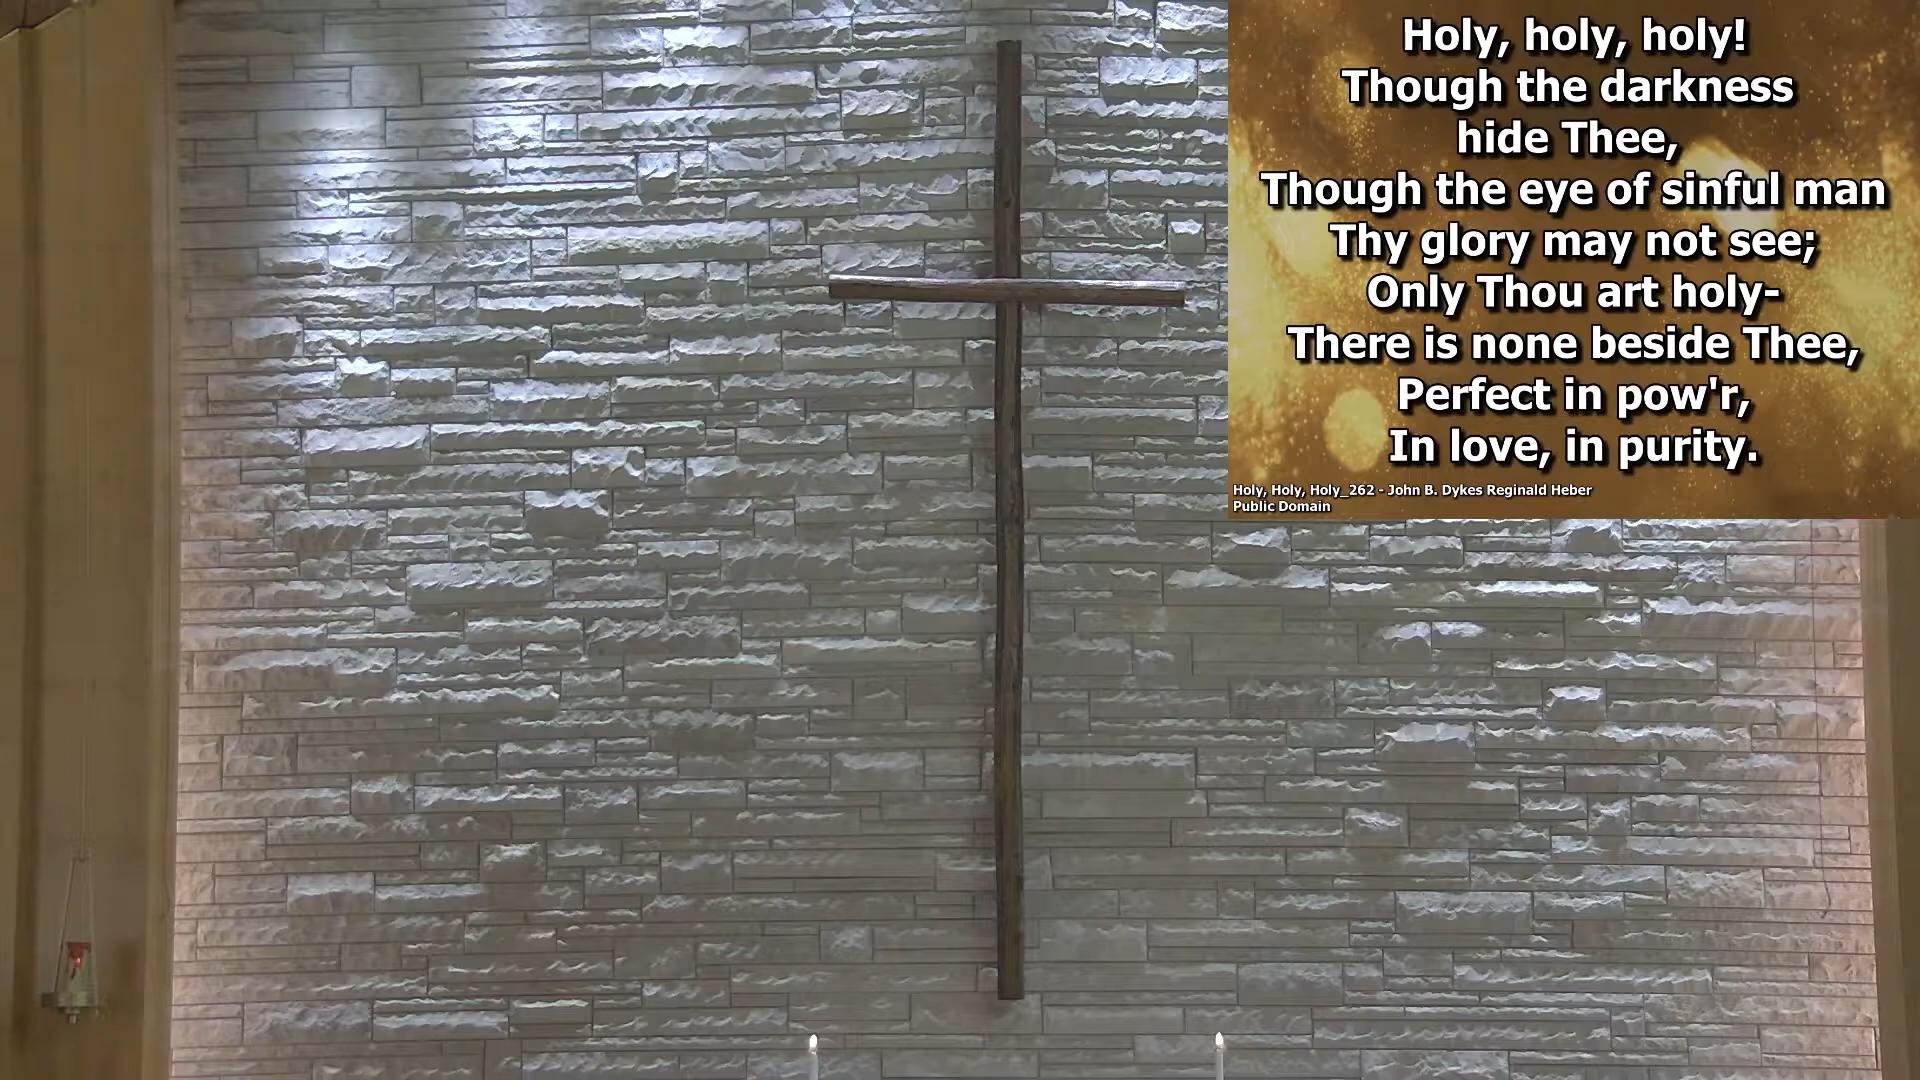 Holy, holy, holy!
Though the darkness
hide Thee,
Though the eye of sinful man
Thy glory may not see;
Only Thou art holy-
There is none beside Thee,
Perfect in pow'r,
In love, in purity.
Holy, Holy, Holy_262 - John B. Dykes Reginald Heber
Public Domain